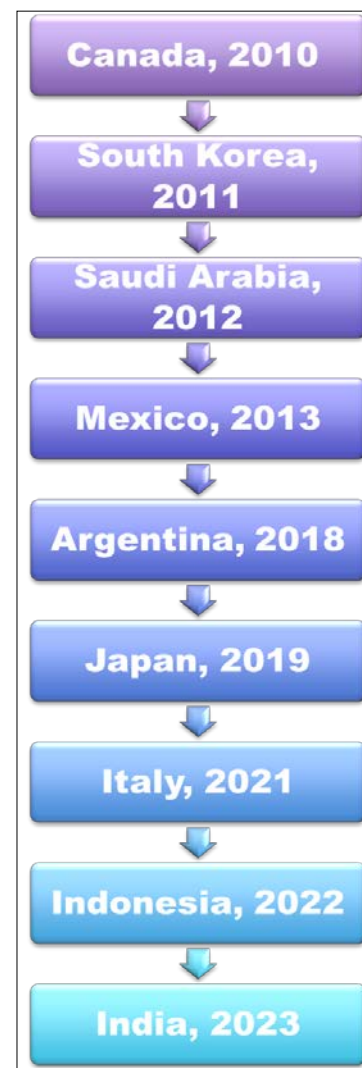 Canada, 2010
South Korea,
2011
Saudi Arabia,
2012
Mexico, 2013
Argentina, 2018
Japan, 2019
Italy, 2021
Indonesia, 2022
India, 2023